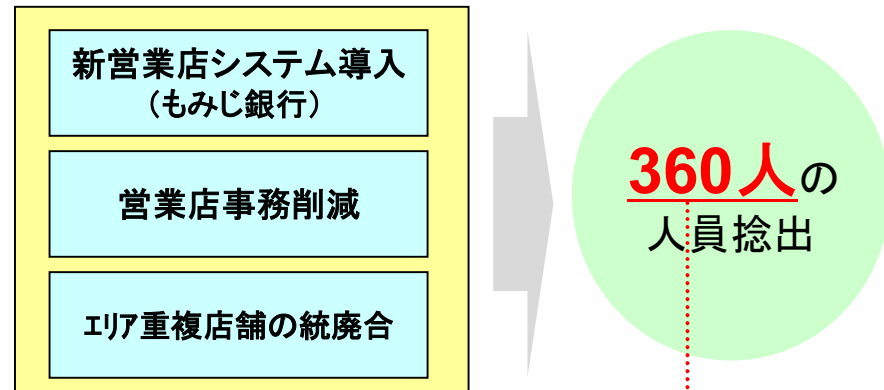 新営業店システム導入
（もみじ銀行）
営業店事務削減
ｴﾘｱ重複店舗の統廃合
360人の
人員捻出